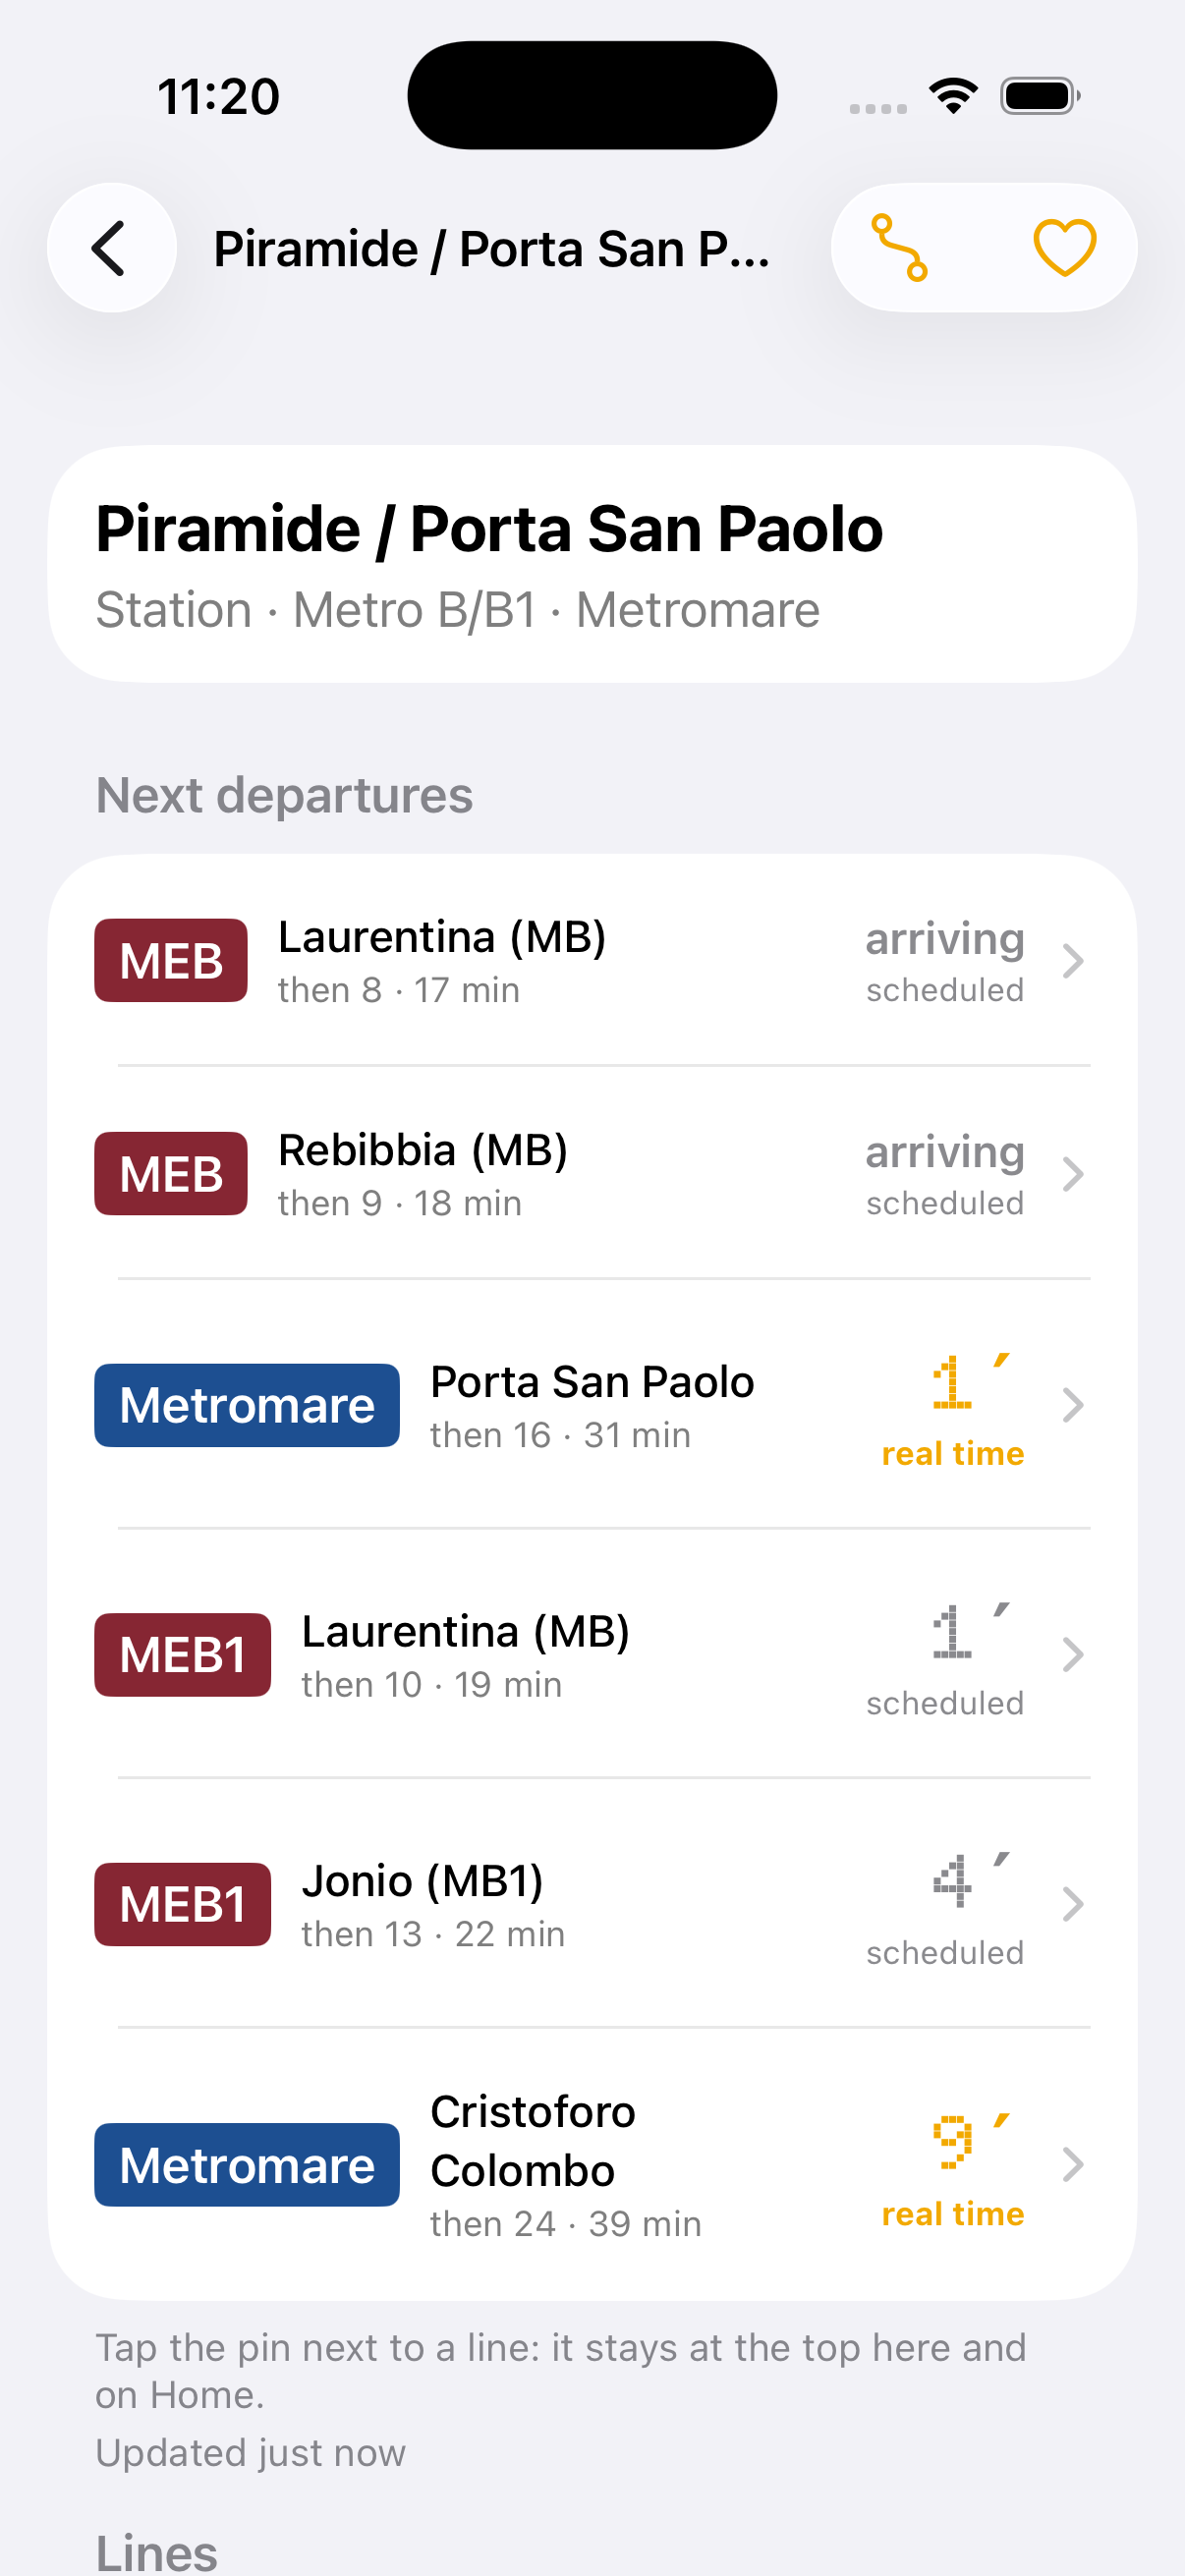 11:20
Piramide / Porta San P...
Piramide / Porta San Paolo
Station · Metro B/B1 · Metromare
Next departures
MEB
Laurentina (MB)
then 8 · 17 min
arriving
scheduled
MEB
Rebibbia (MB)
then 9 · 18 min
arriving
scheduled
Metromare
Porta San Paolo
then 16 · 31 min
1′
real time
MEB1
Laurentina (MB)
then 10 · 19 min
1′
scheduled
MEB1
Jonio (MB1)
then 13 · 22 min
4′
scheduled
Metromare
Cristoforo
Colombo
then 24 · 39 min
9′
real time
Tap the pin next to a line: it stays at the top here and
on Home.
Updated just now
Lines